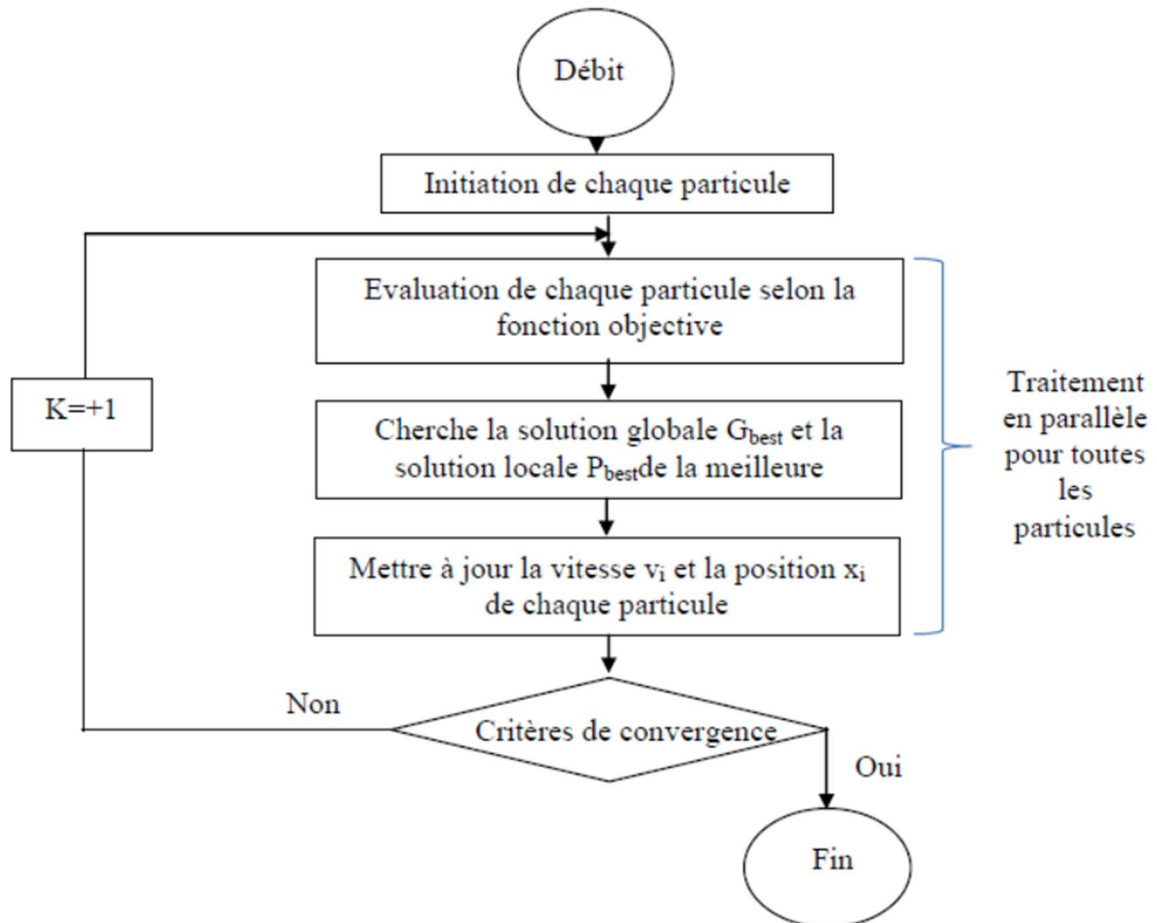 Débit
Initiation de chaque particule
Evaluation de chaque particule selon la
fonction objective
K=+1
Cherche la solution globale Gbest et la
solution locale Pbestde la meilleure
Traitement
en parallèle
pour toutes
les
particules
Mettre à jour la vitesse vi et la position xi
de chaque particule
Non
Critères de convergence
Oui
Fin